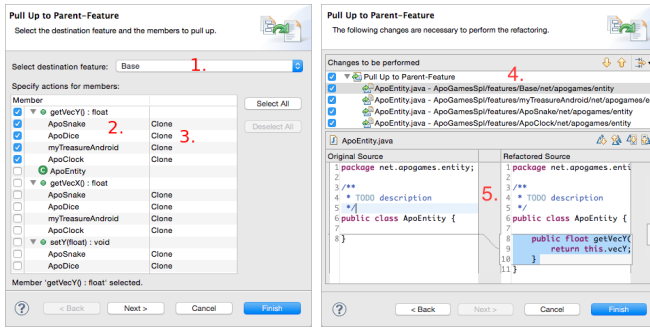 Pull Up to Parent-Feature
Select the destination feature and the members to pull up.
Select destination feature: Base 1.
Specify actions for members:
Member
getVecY() : float
ApoSnake 2. Clone
ApoDice Clone 3.
myTreasureAndroid Clone
ApoClock Clone
C ApoEntity
getVecX() : float
ApoSnake Clone
ApoDice Clone
myTreasureAndroid Clone
ApoClock Clone
setY(float) : void
ApoSnake Clone
ApoDice Clone
Select All
Deselect All
Member 'getVecY() : float' selected.
? < Back Next > Cancel Finish
Pull Up to Parent-Feature
The following changes are necessary to perform the refactoring.
Changes to be performed 4.
Pull Up to Parent-Feature
ApoEntity.java - ApoGamesSpl/features/Base/net/apogames/entity
ApoEntity.java - ApoGamesSpl/features/myTreasureAndroid/net/apogames/e
ApoEntity.java - ApoGamesSpl/features/ApoSnake/net/apogames/entity
ApoEntity.java - ApoGamesSpl/features/ApoClock/net/apogames/entity
ApoEntity.java
Original Source
1 package net.apogames.entity;
2
3 /**
4 * TODO description
5 */
6 public class ApoEntity {
7
8 }
5.
Refactored Source
1 package net.apogames.enti
2
3 /**
4 * TODO description
5 */
6 public class ApoEntity {
7
8 public float getVecY(
9 return this.vecY;
10 }
11 }
? < Back Next > Cancel Finish